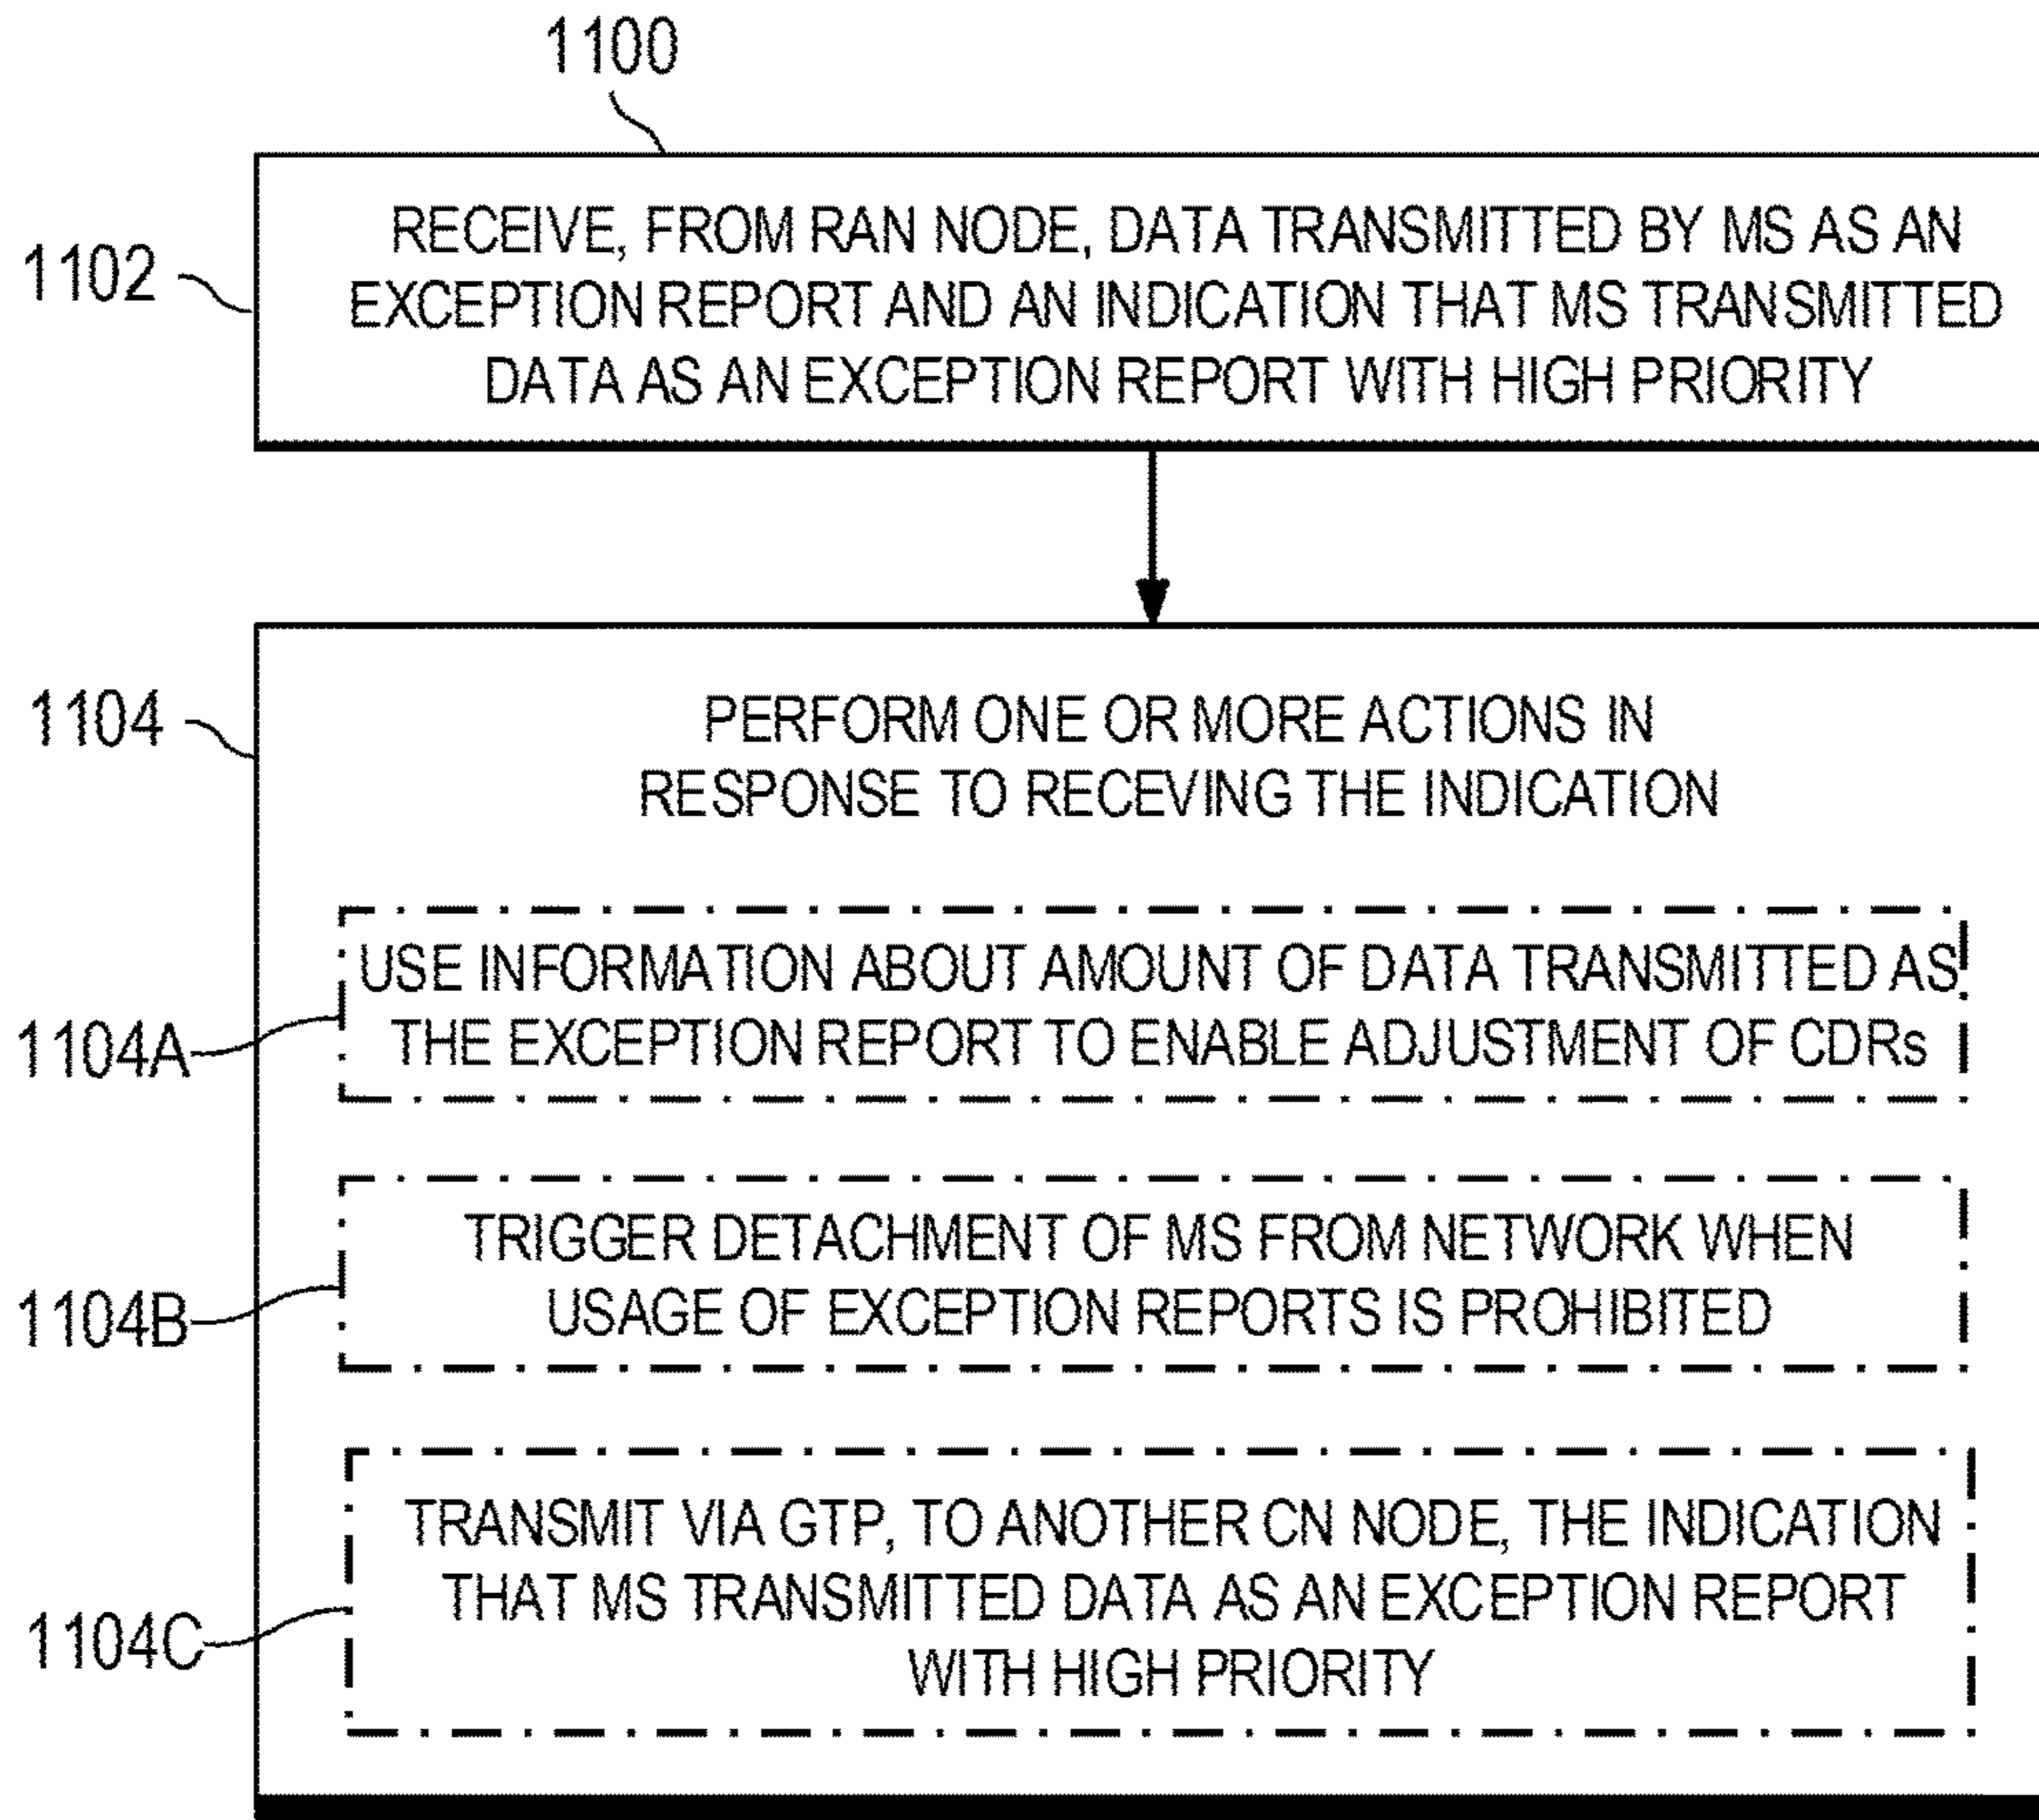 1100
1102
RECEIVE, FROM RAN NODE, DATA TRANSMITTED BY MS AS AN
EXCEPTION REPORT AND AN INDICATION THAT MS TRANSMITTED
DATA AS AN EXCEPTION REPORT WITH HIGH PRIORITY
1104
PERFORM ONE OR MORE ACTIONS IN
RESPONSE TO RECEVING THE INDICATION
1104A
USE INFORMATION ABOUT AMOUNT OF DATA TRANSMITTED AS
THE EXCEPTION REPORT TO ENABLE ADJUSTMENT OF CDRs
1104B
TRIGGER DETACHMENT OF MS FROM NETWORK WHEN
USAGE OF EXCEPTION REPORTS IS PROHIBITED
1104C
TRANSMIT VIA GTP, TO ANOTHER CN NODE, THE INDICATION
THAT MS TRANSMITTED DATA AS AN EXCEPTION REPORT
WITH HIGH PRIORITY